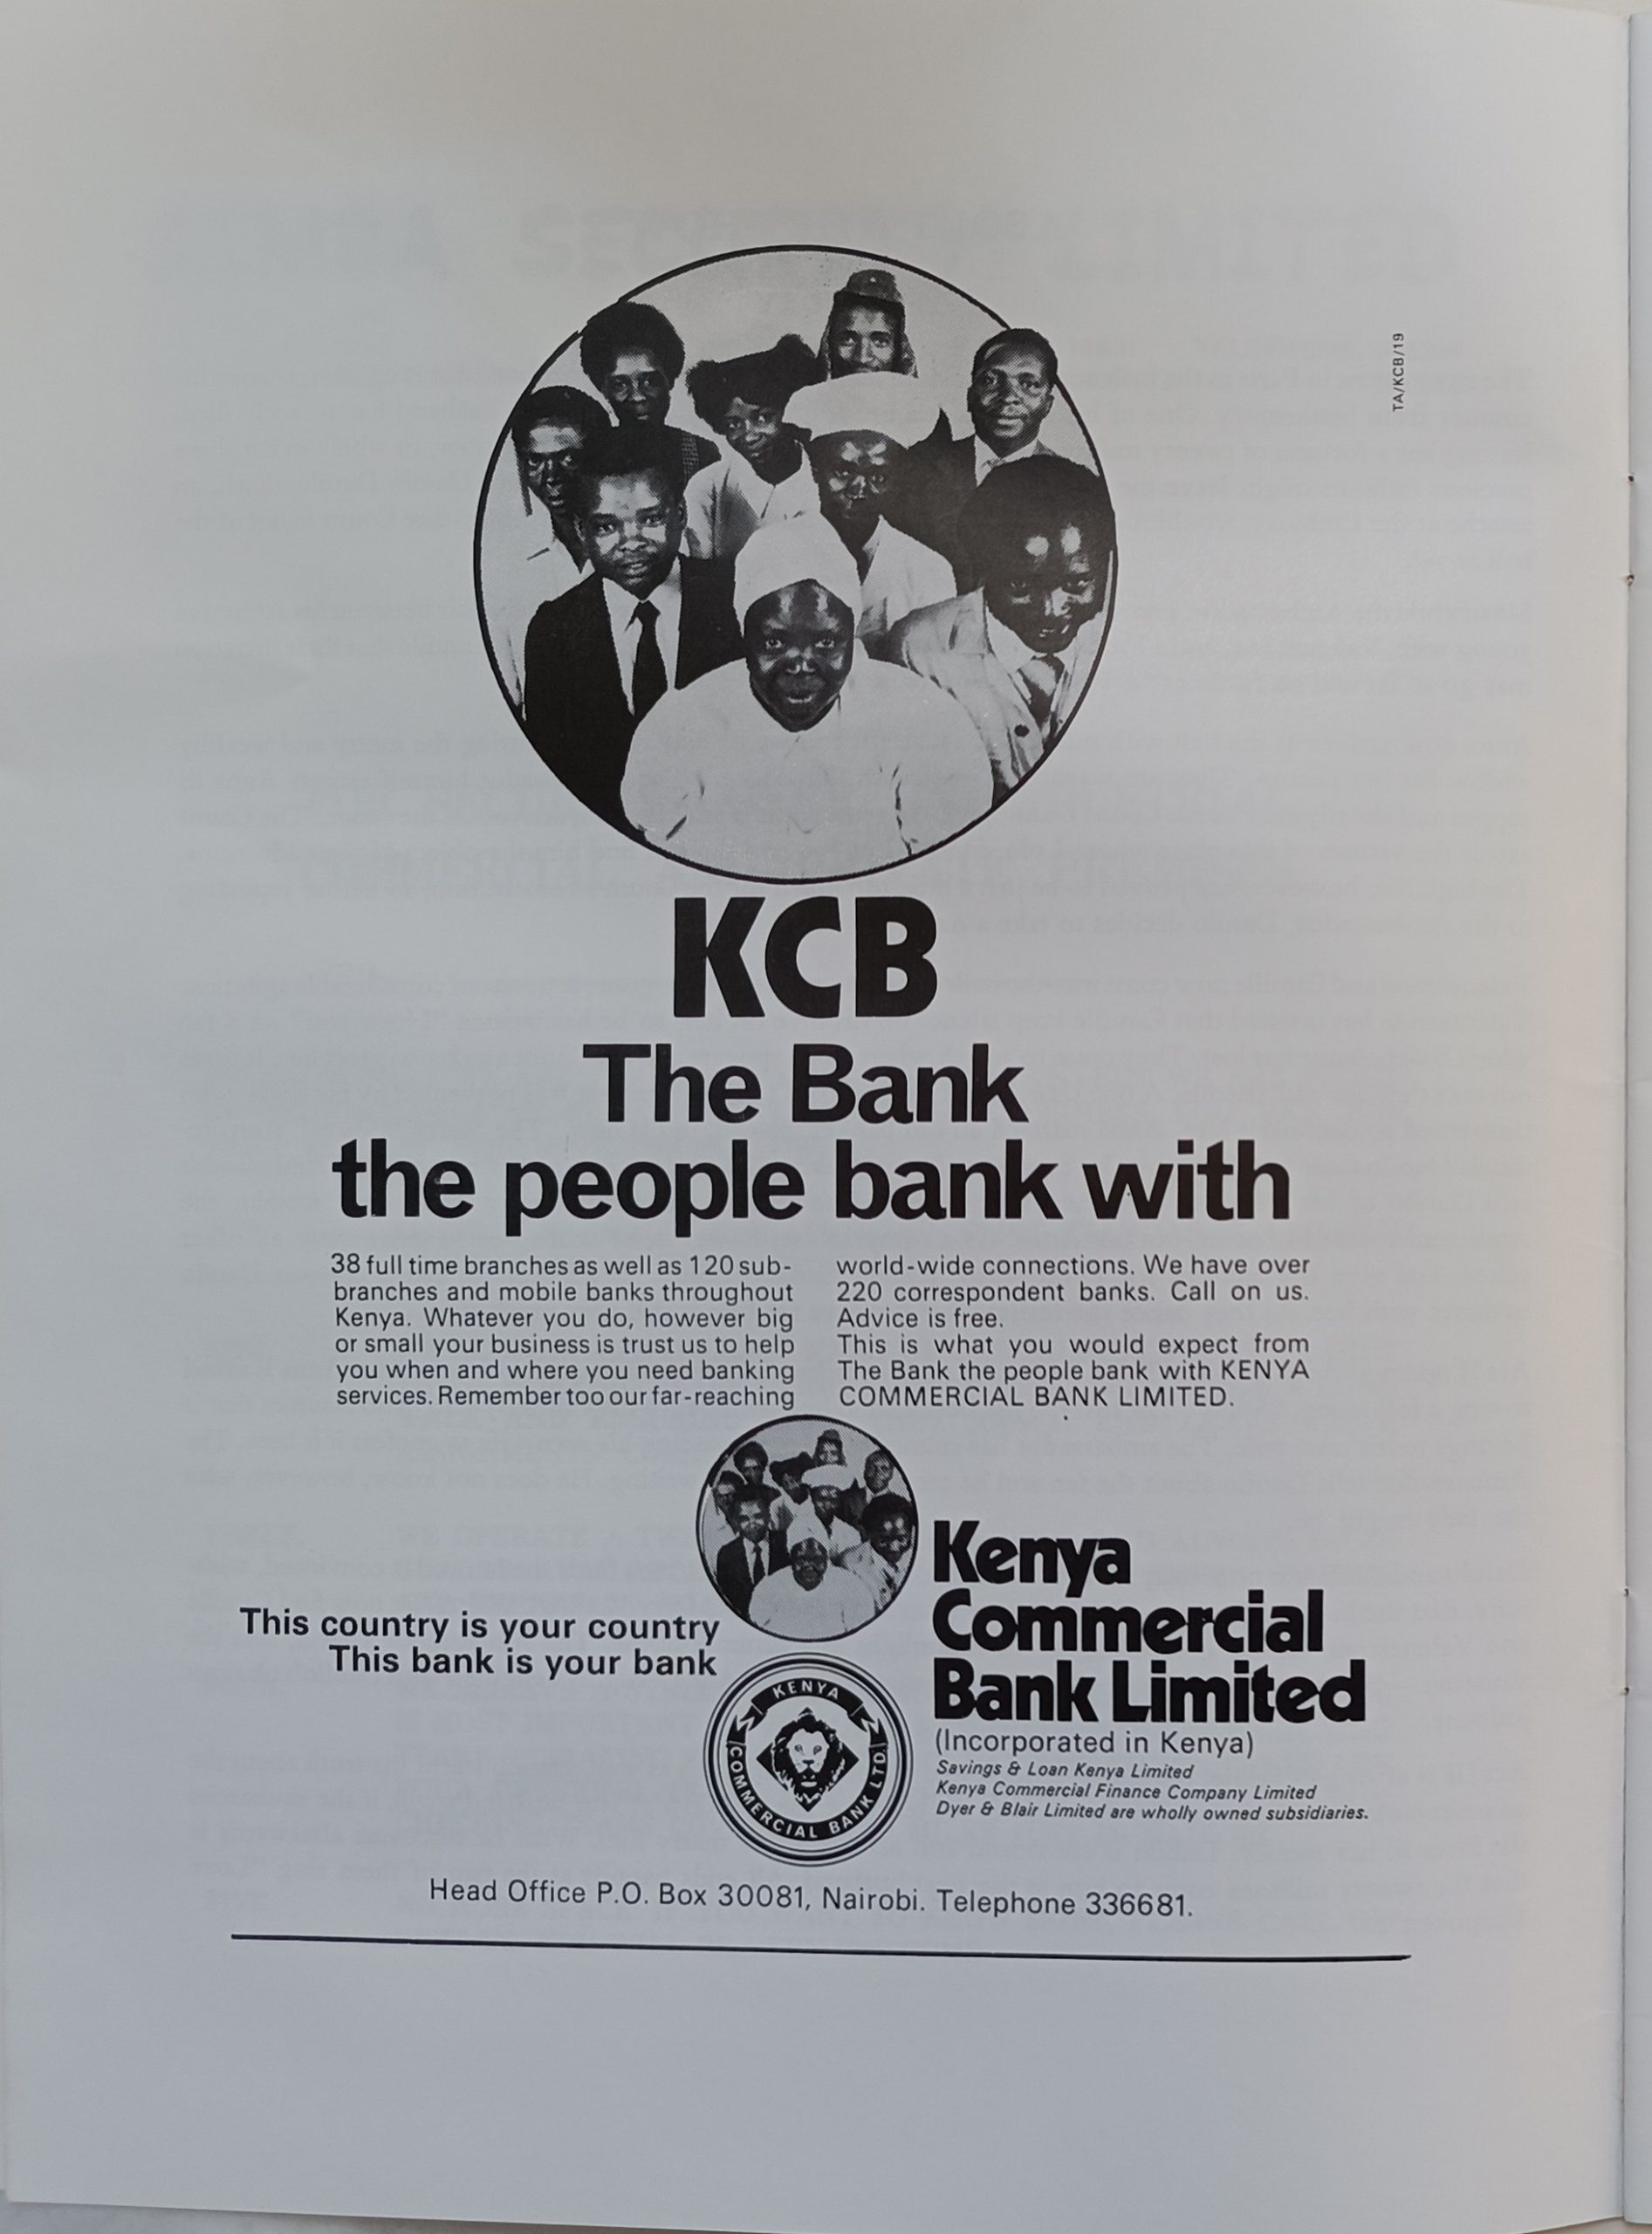 TA/KCB/19
KCB
The Bank
the people bank with
38 full time branches as well as 120 sub-
branches and mobile banks throughout
Kenya. Whatever you do, however big
or small your business is trust us to help
you when and where you need banking
services. Remember too our far-reaching
world-wide connections. We have over
220 correspondent banks. Call on us.
Advice is free.
This is what you would expect from
The Bank the people bank with KENYA
COMMERCIAL BANK LIMITED.
This country is your country
This bank is your bank
KENYA
COMMERCIAL BANK LTD
Kenya
Commercial
Bank Limited
(Incorporated in Kenya)
Savings & Loan Kenya Limited
Kenya Commercial Finance Company Limited
Dyer & Blair Limited are wholly owned subsidiaries.
Head Office P.O. Box 30081, Nairobi. Telephone 336681.